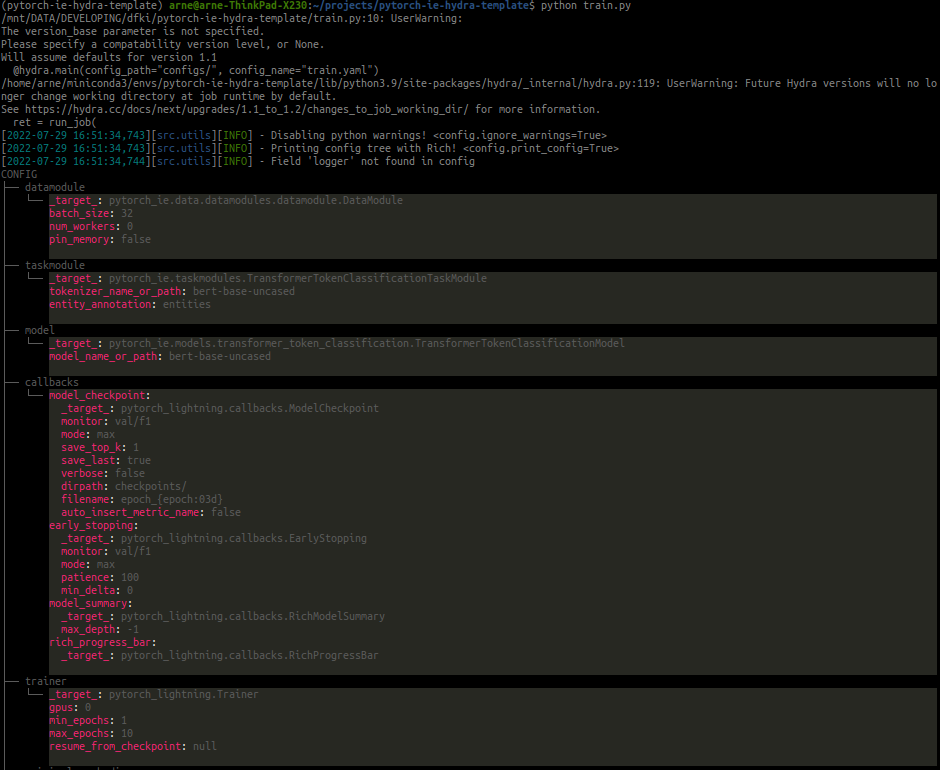 (pytorch-ie-hydra-template) arne@arne-ThinkPad-X230:~/projects/pytorch-ie-hydra-template$ python train.py
/mnt/DATA/DEVELOPING/dfki/pytorch-ie-hydra-template/train.py:10: UserWarning:
The version_base parameter is not specified.
Please specify a compatability version level, or None.
Will assume defaults for version 1.1
  @hydra.main(config_path="configs/", config_name="train.yaml")
/home/arne/miniconda3/envs/pytorch-ie-hydra-template/lib/python3.9/site-packages/hydra/_internal/hydra.py:119: UserWarning: Future Hydra versions will no lo
nger change working directory at job runtime by default.
See https://hydra.cc/docs/next/upgrades/1.1_to_1.2/changes_to_job_working_dir/ for more information.
  ret = run_job(
[2022-07-29 16:51:34,743][src.utils][INFO] - Disabling python warnings! <config.ignore_warnings=True>
[2022-07-29 16:51:34,743][src.utils][INFO] - Printing config tree with Rich! <config.print_config=True>
[2022-07-29 16:51:34,744][src.utils][INFO] - Field 'logger' not found in config
CONFIG
datamodule
_target_: pytorch_ie.data.datamodules.datamodule.DataModule
batch_size: 32
num_workers: 0
pin_memory: false
taskmodule
_target_: pytorch_ie.taskmodules.TransformerTokenClassificationTaskModule
tokenizer_name_or_path: bert-base-uncased
entity_annotation: entities
model
_target_: pytorch_ie.models.transformer_token_classification.TransformerTokenClassificationModel
model_name_or_path: bert-base-uncased
callbacks
model_checkpoint:
  _target_: pytorch_lightning.callbacks.ModelCheckpoint
  monitor: val/f1
  mode: max
  save_top_k: 1
  save_last: true
  verbose: false
  dirpath: checkpoints/
  filename: epoch_{epoch:03d}
  auto_insert_metric_name: false
early_stopping:
  _target_: pytorch_lightning.callbacks.EarlyStopping
  monitor: val/f1
  mode: max
  patience: 100
  min_delta: 0
model_summary:
  _target_: pytorch_lightning.callbacks.RichModelSummary
  max_depth: -1
rich_progress_bar:
  _target_: pytorch_lightning.callbacks.RichProgressBar
trainer
_target_: pytorch_lightning.Trainer
gpus: 0
min_epochs: 1
max_epochs: 10
resume_from_checkpoint: null